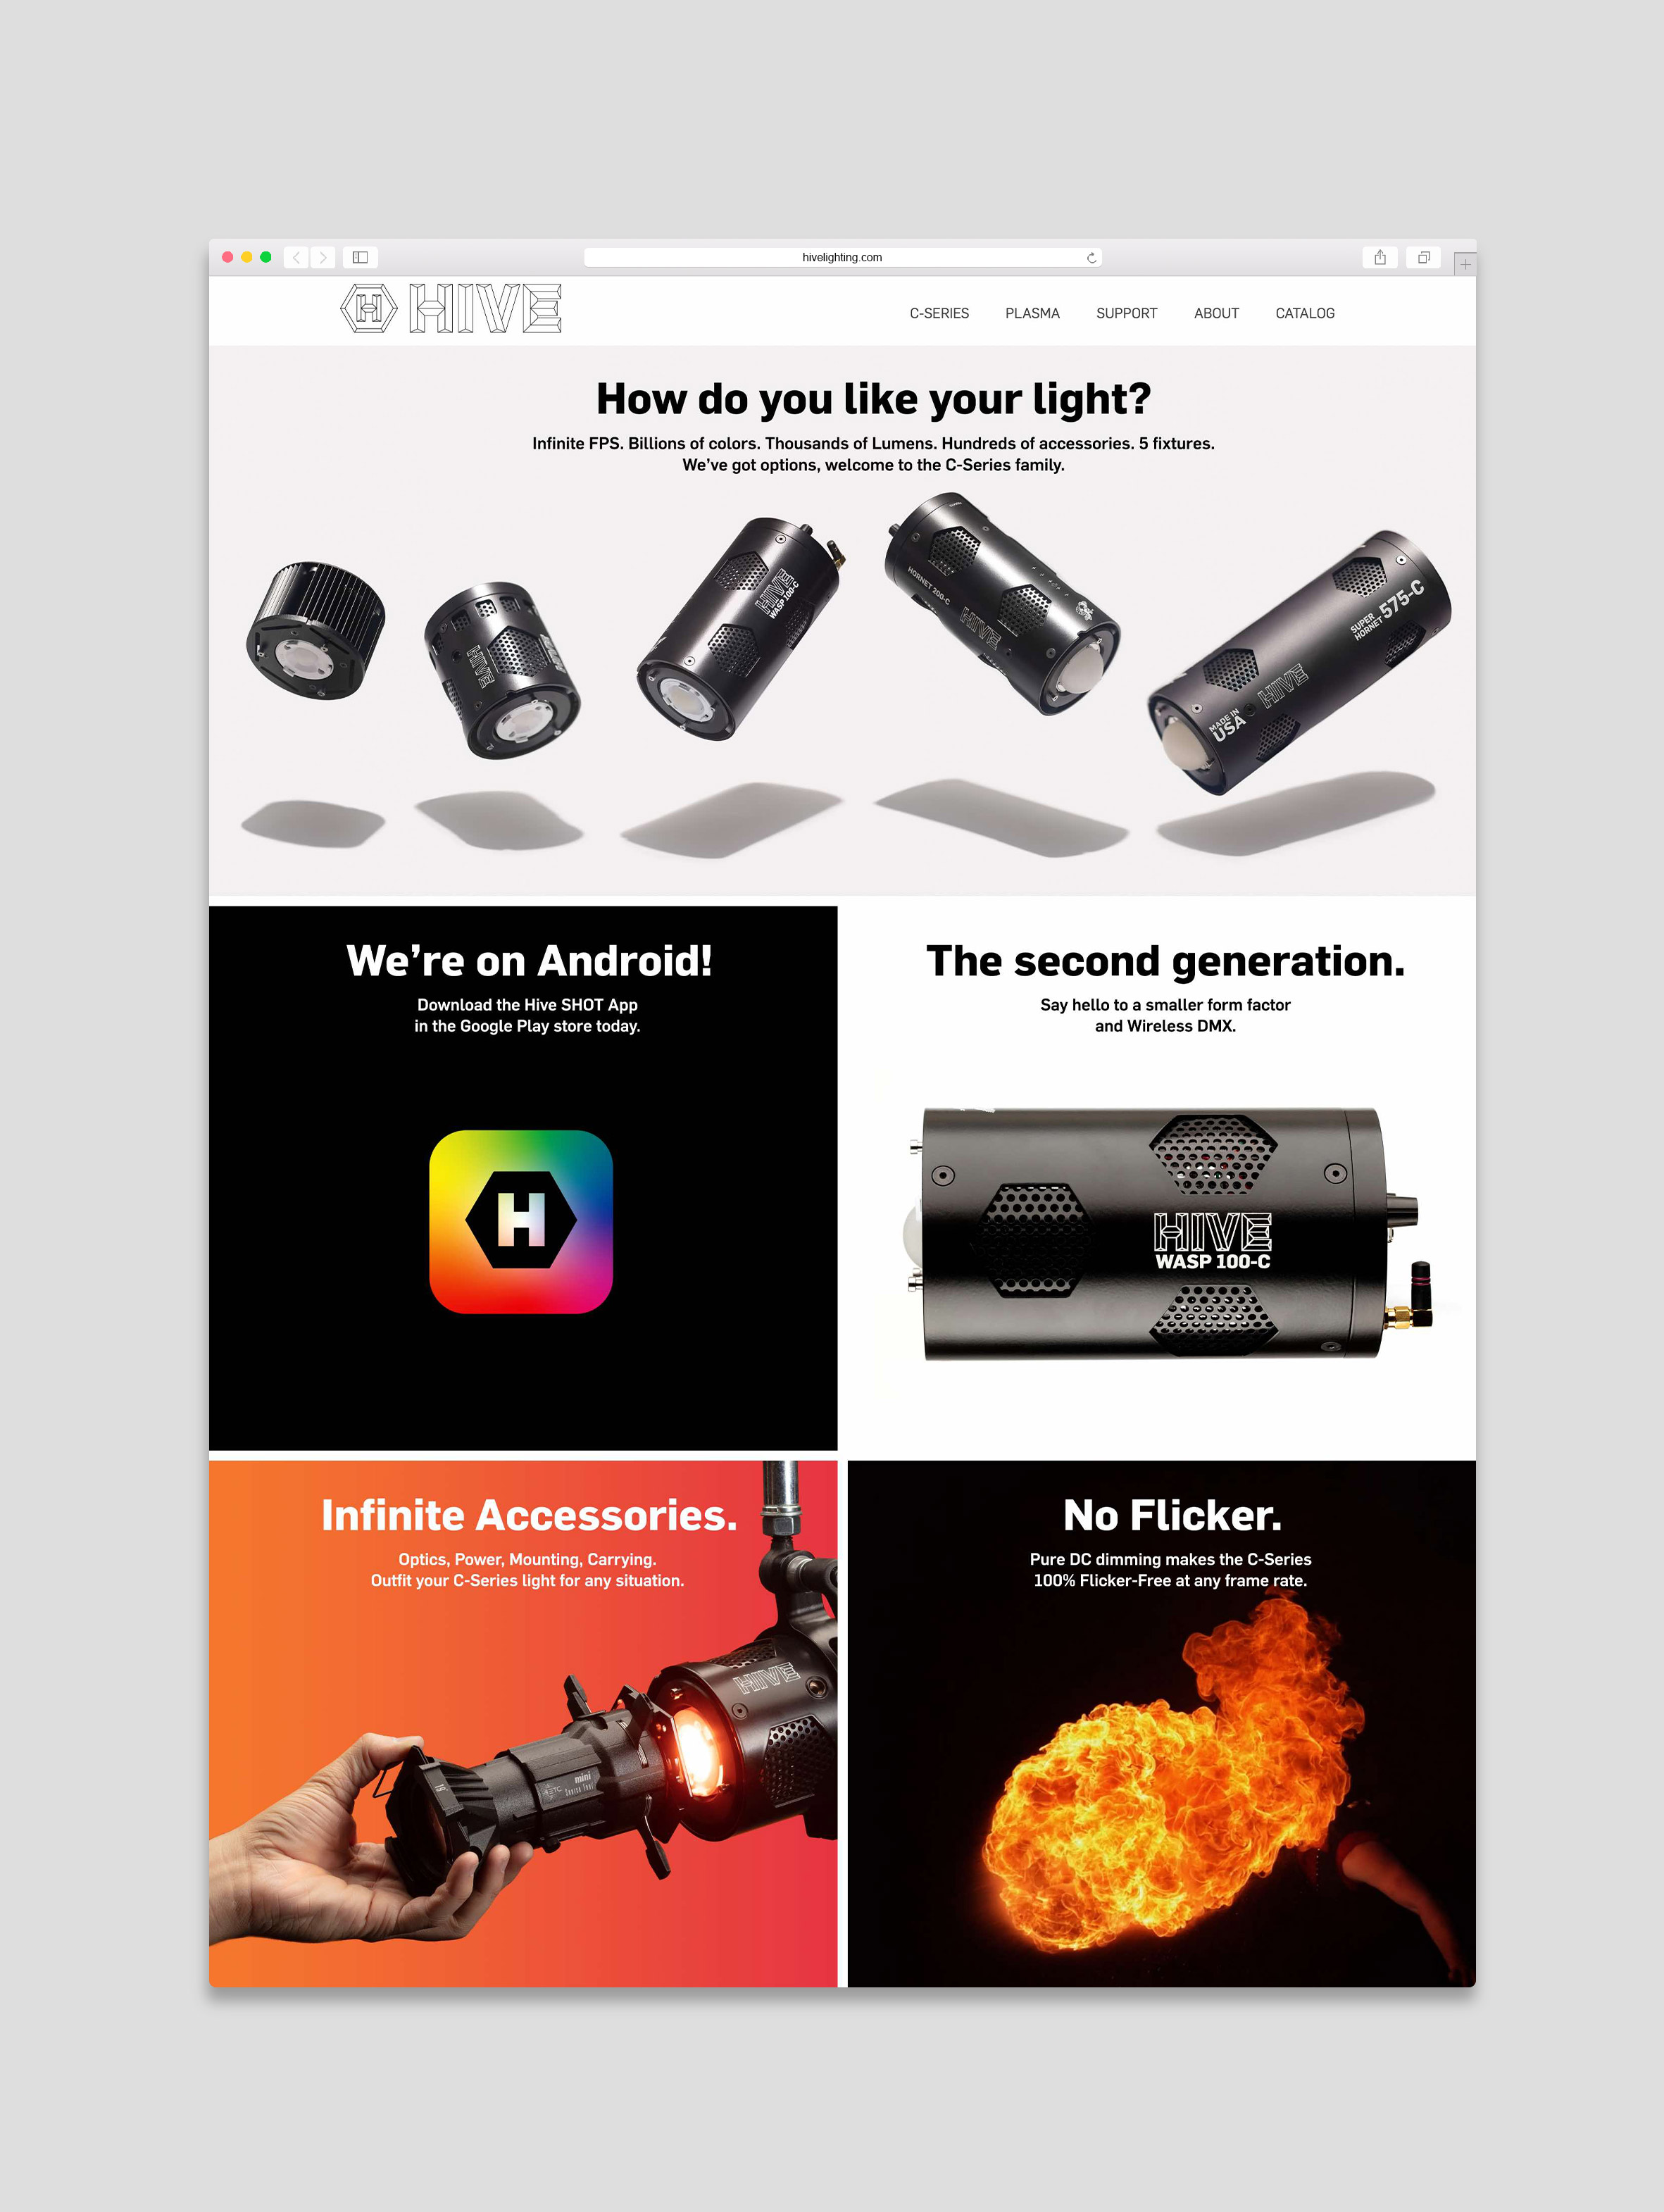 hivelighting.com
H HIVE
C-SERIES PLASMA SUPPORT ABOUT CATALOG
How do you like your light?
Infinite FPS. Billions of colors. Thousands of Lumens. Hundreds of accessories. 5 fixtures.
We've got options, welcome to the C-Series family.
HIVE
HIVE
WASP 100-C
HORNET 200-C
HIVE
SUPER
HORNET 575-C
HIVE
MADE IN
USA
We're on Android!
Download the Hive SHOT App
in the Google Play store today.
H
The second generation.
Say hello to a smaller form factor
and Wireless DMX.
HIVE
WASP 100-C
Infinite Accessories.
Optics, Power, Mounting, Carrying.
Outfit your C-Series light for any situation.
HIVE
ETC
mini
No Flicker.
Pure DC dimming makes the C-Series
100% Flicker-Free at any frame rate.